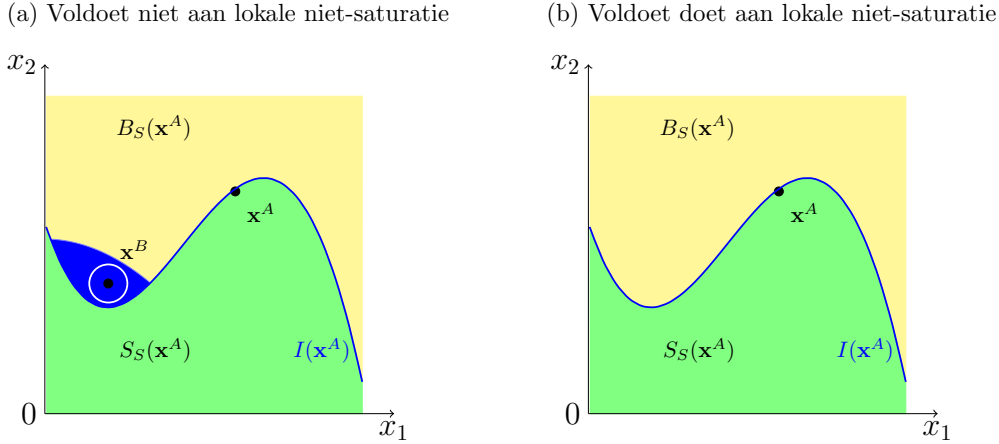 (a) Voldoet niet aan lokale niet-saturatie
x₂
B_S(𝐱^A)
𝐱^A
𝐱^B
S_S(𝐱^A)
I(𝐱^A)
0
x₁
(b) Voldoet doet aan lokale niet-saturatie
x₂
B_S(𝐱^A)
𝐱^A
S_S(𝐱^A)
I(𝐱^A)
0
x₁